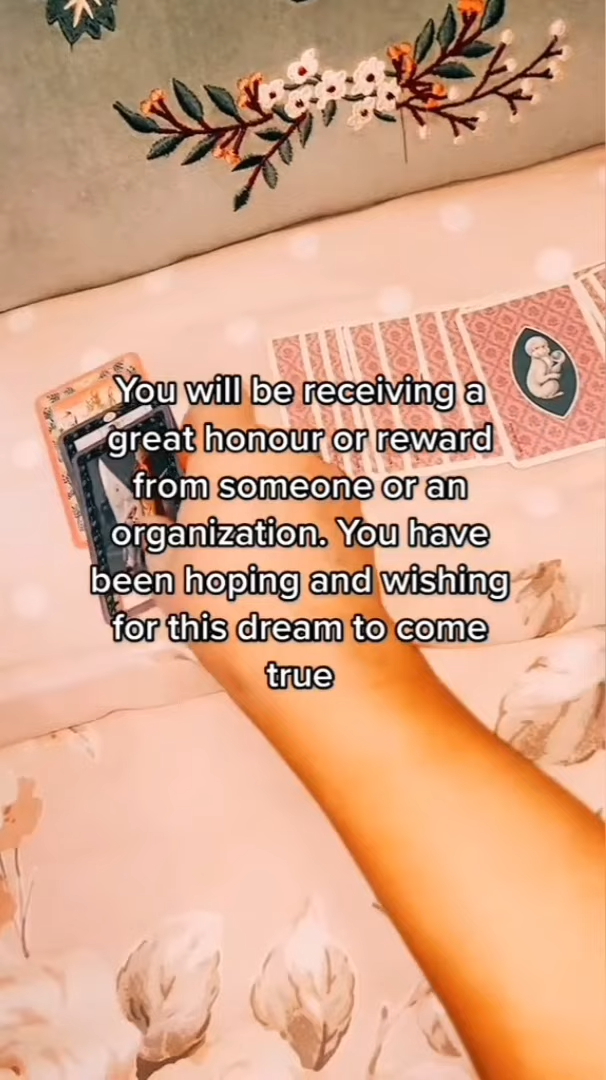 You will be receiving a
great honour or reward
from someone or an
organization. You have
been hoping and wishing
for this dream to come
true